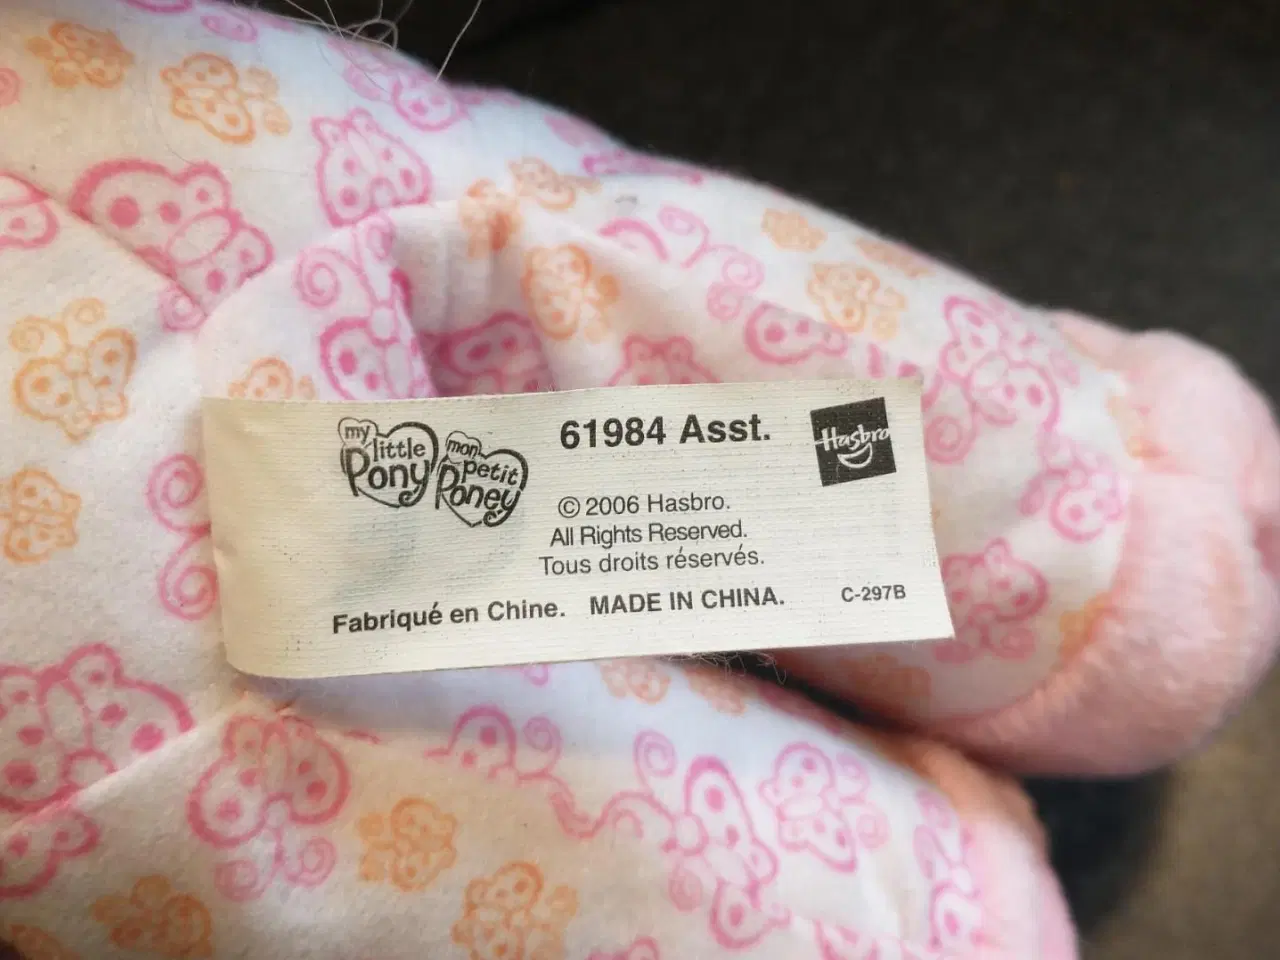 my
little
Pony
mon
petit
Poney
61984 Asst.
Hasbro
© 2006 Hasbro.
All Rights Reserved.
Tous droits réservés.
Fabriqué en Chine. MADE IN CHINA. C-297B